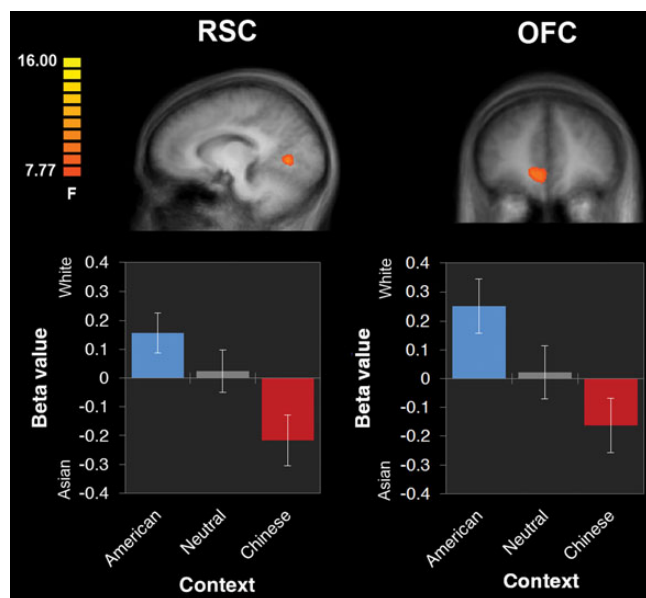 RSC
OFC
16.00
7.77
F
White
Asian
Beta value
0.4
0.3
0.2
0.1
0
-0.1
-0.2
-0.3
-0.4
American
Neutral
Chinese
Context
White
Asian
Beta value
0.4
0.3
0.2
0.1
0
-0.1
-0.2
-0.3
-0.4
American
Neutral
Chinese
Context